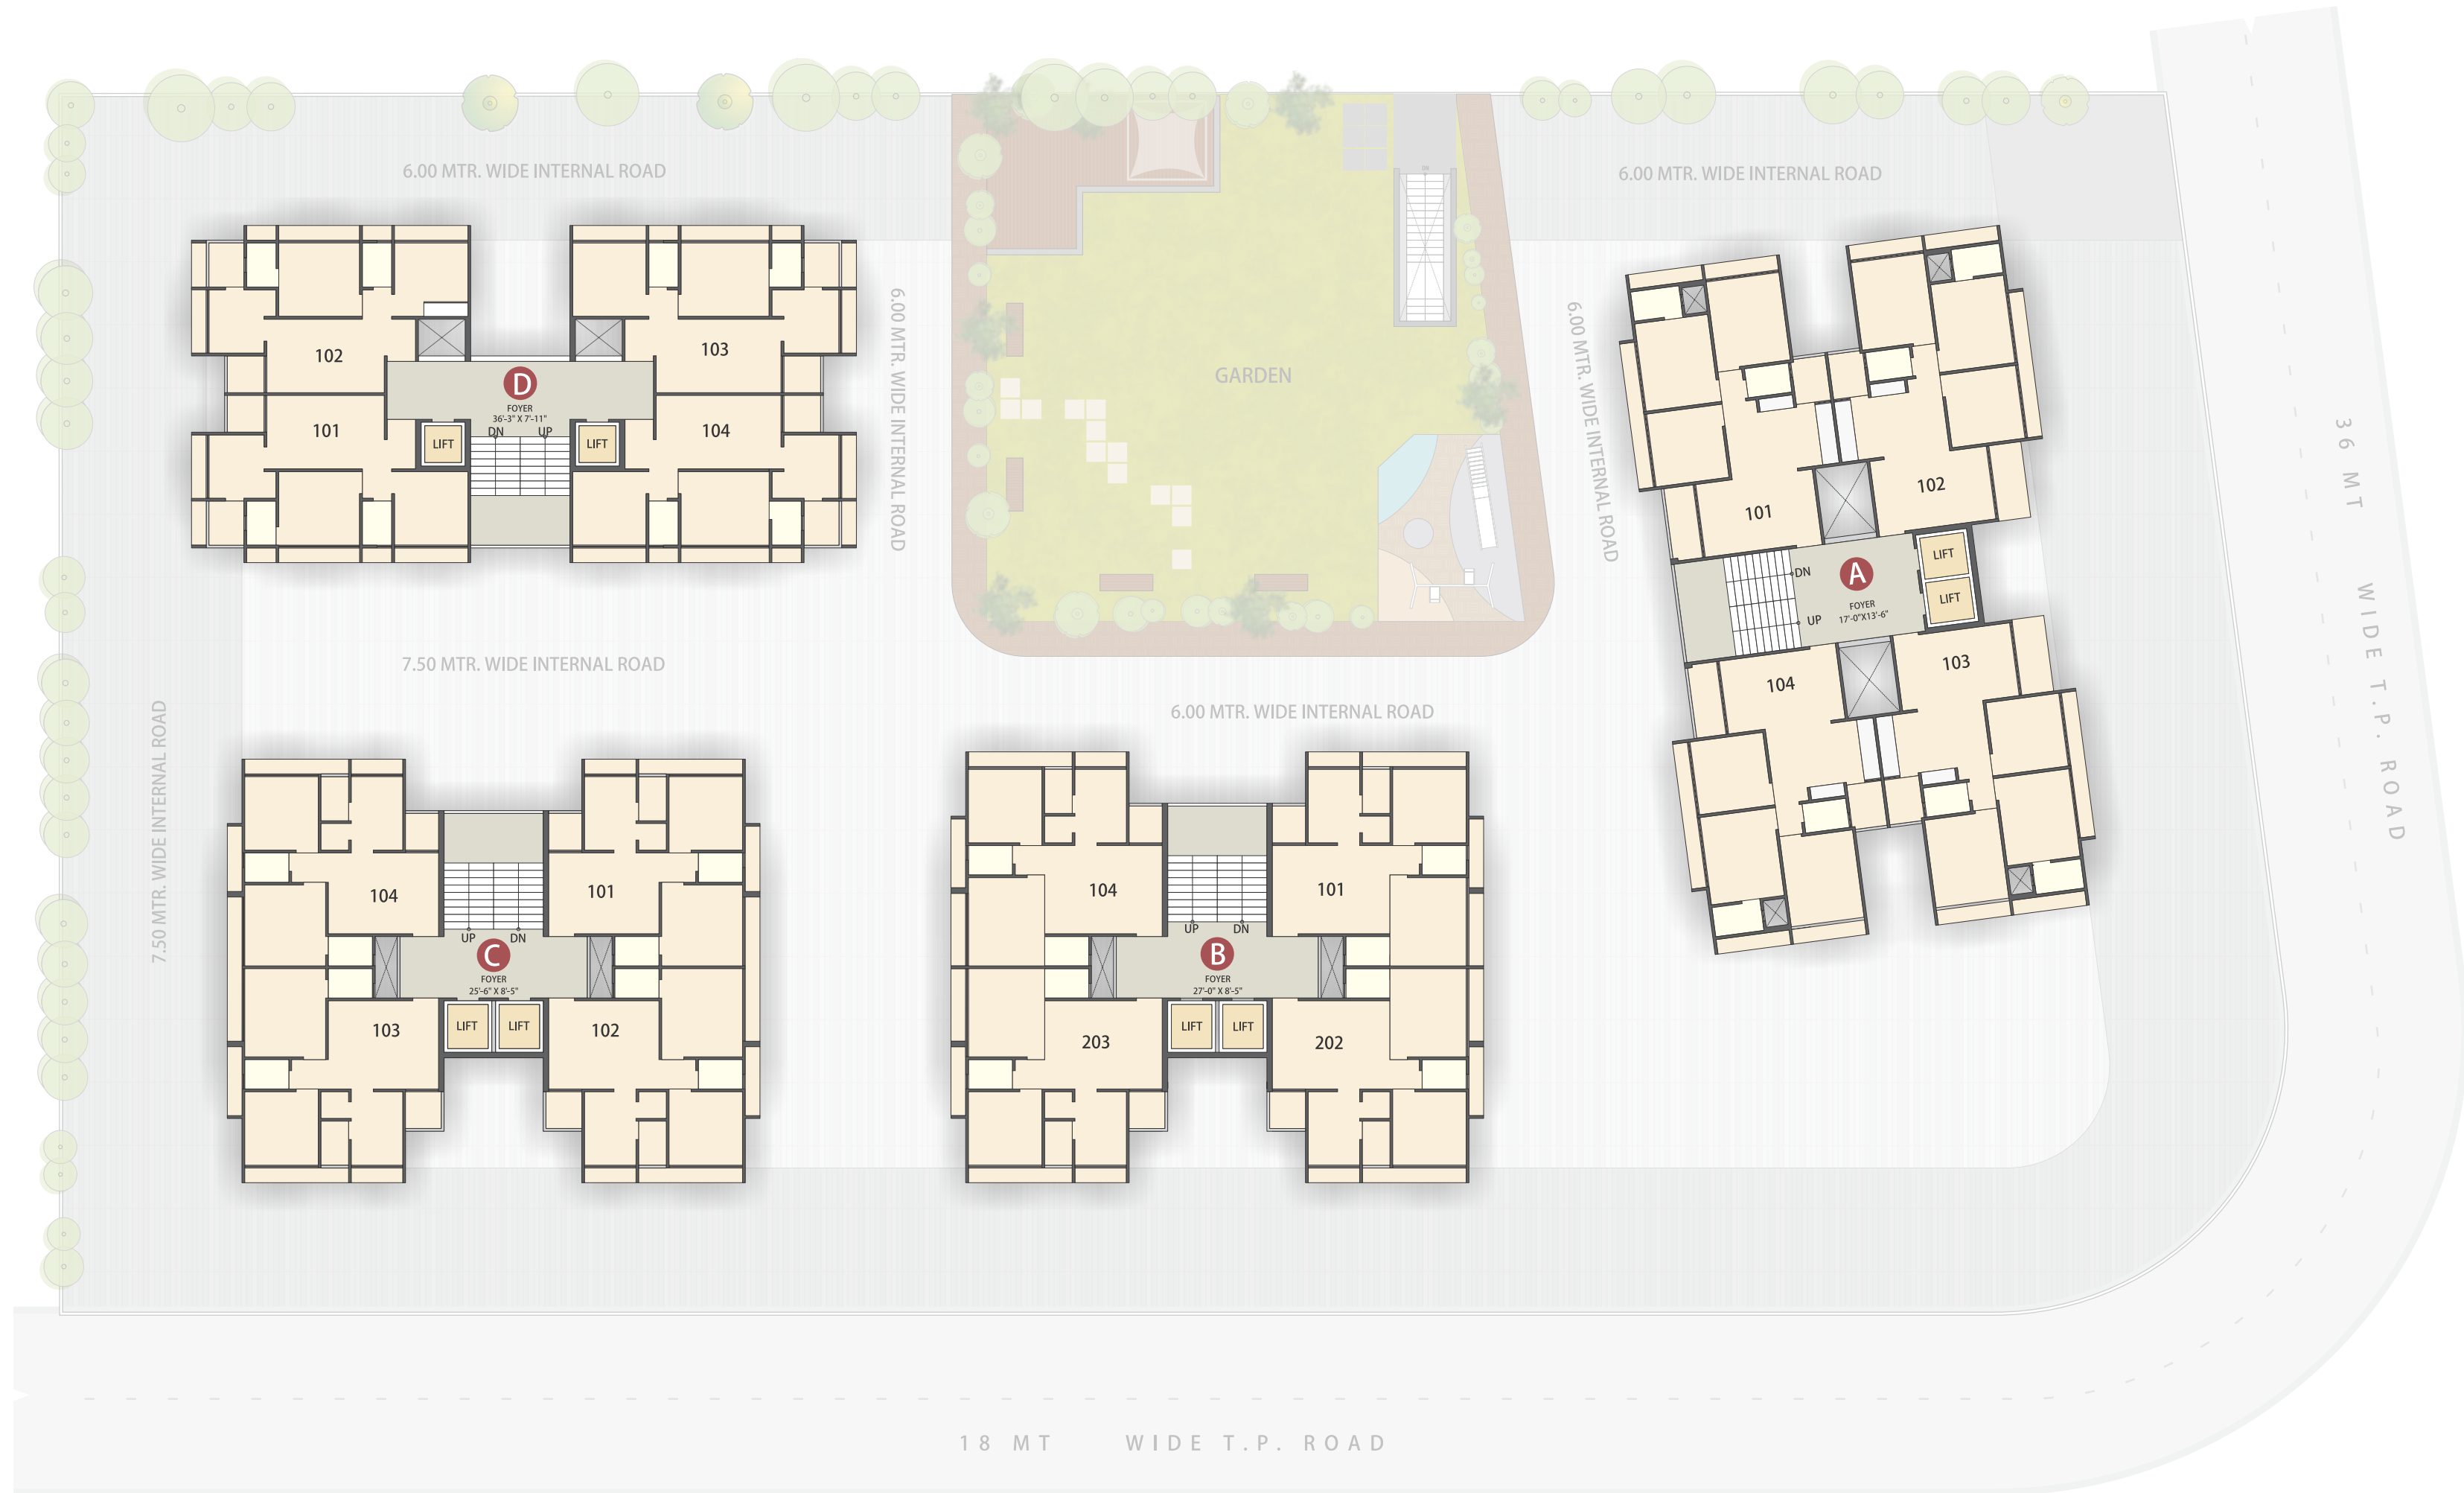 6.00 MTR. WIDE INTERNAL ROAD
6.00 MTR. WIDE INTERNAL ROAD
102
103
D
FOYER
36'-3" X 7'-11"
DN
UP
101
104
LIFT
LIFT
6.00 MTR. WIDE INTERNAL ROAD
GARDEN
6.00 MTR. WIDE INTERNAL ROAD
101
102
LIFT
LIFT
DN
A
UP
FOYER
17'-0"X13'-6"
104
103
36 MT WIDE T.P. ROAD
7.50 MTR. WIDE INTERNAL ROAD
6.00 MTR. WIDE INTERNAL ROAD
7.50 MTR. WIDE INTERNAL ROAD
104
101
UP
DN
C
FOYER
25'-6" X 8'-5"
103
LIFT
LIFT
102
104
101
UP
DN
B
FOYER
27'-0" X 8'-5"
203
LIFT
LIFT
202
18 MT WIDE T.P. ROAD